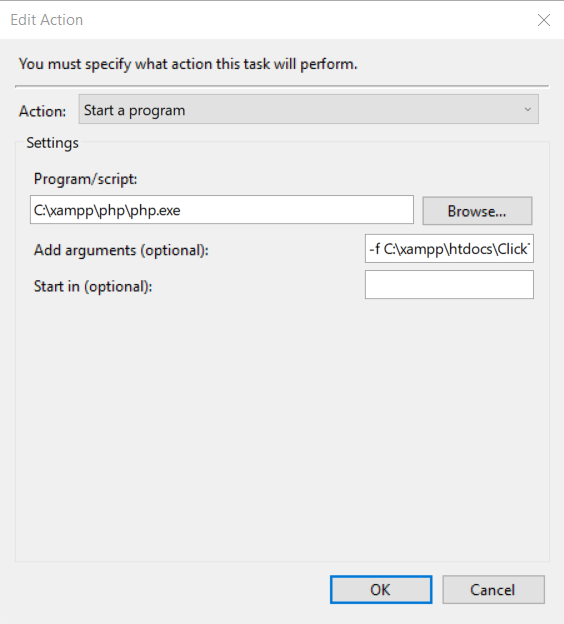 Edit Action
You must specify what action this task will perform.
Action: Start a program
Settings
Program/script:
C:\xampp\php\php.exe Browse...
Add arguments (optional): -f C:\xampp\htdocs\Click
Start in (optional):
OK Cancel